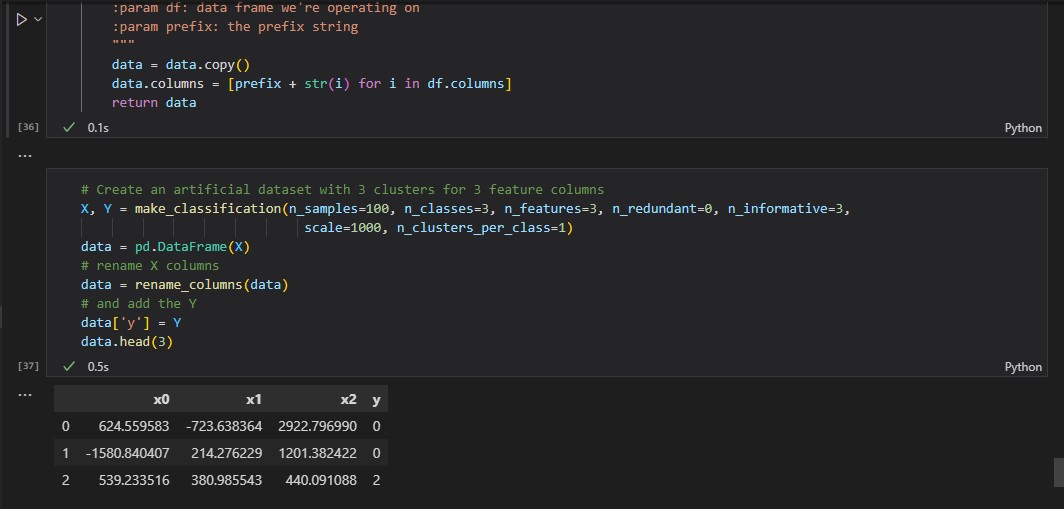 :param df: data frame we're operating on
:param prefix: the prefix string
"""
data = data.copy()
data.columns = [prefix + str(i) for i in df.columns]
return data
[36] 0.1s Python
...
# Create an artificial dataset with 3 clusters for 3 feature columns
X, Y = make_classification(n_samples=100, n_classes=3, n_features=3, n_redundant=0, n_informative=3,
scale=1000, n_clusters_per_class=1)
data = pd.DataFrame(X)
# rename X columns
data = rename_columns(data)
# and add the Y
data['y'] = Y
data.head(3)
[37] 0.5s Python
...
x0 x1 x2 y
0 624.559583 -723.638364 2922.796990 0
1 -1580.840407 214.276229 1201.382422 0
2 539.233516 380.985543 440.091088 2